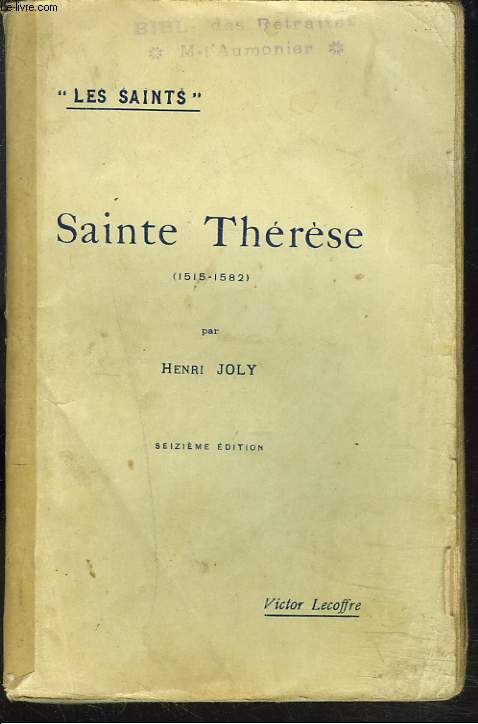 Le-livre.com
BIBL- des Retraites
* M-l'Aumonier *
"LES SAINTS"
Sainte Thérèse
(1515-1582)
par
HENRI JOLY
SEIZIÈME ÉDITION
Victor Lecoffre